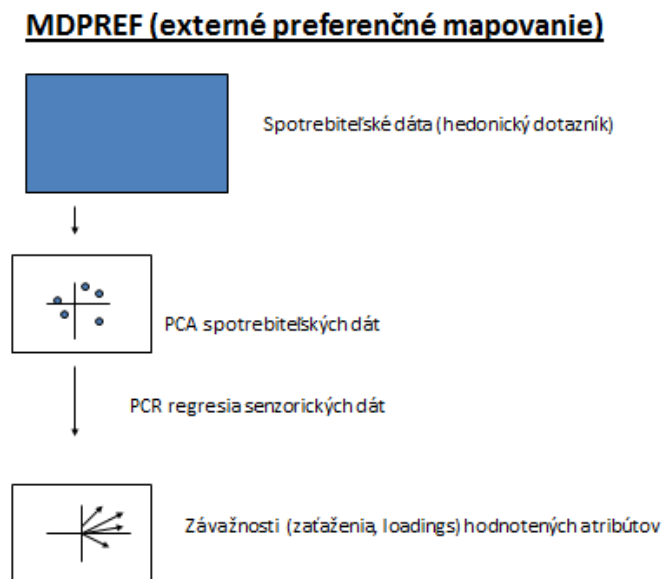 MDPREF (externé preferenčné mapovanie)
Spotrebiteľské dáta (hedonický dotazník)
PCA spotrebiteľských dát
PCR regresia senzorických dát
Závažnosti (zaťaženia, loadings) hodnotených atribútov